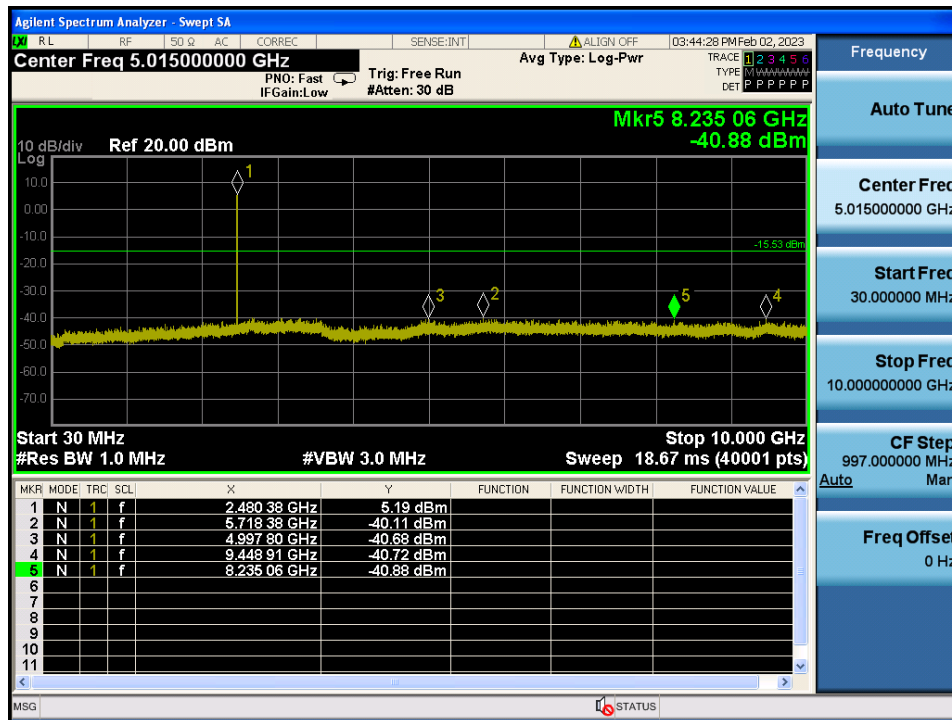 Agilent Spectrum Analyzer - Swept SA
LXI RL RF 50 Ω AC CORREC SENSE:INT ALIGN OFF 03:44:28 PM Feb 02, 2023
Center Freq 5.015000000 GHz
PNO: Fast
IFGain:Low
Trig: Free Run
#Atten: 30 dB
Avg Type: Log-Pwr
TRACE 1 2 3 4 5 6
TYPE M W W W W W
DET P P P P P P
Mkr5 8.235 06 GHz
-40.88 dBm
10 dB/div Ref 20.00 dBm
Log
10.0
0.00
-10.0
-20.0
-30.0
-40.0
-50.0
-60.0
-70.0
1
-15.53 dBm
3
2
5
4
Start 30 MHz Stop 10.000 GHz
#Res BW 1.0 MHz #VBW 3.0 MHz Sweep 18.67 ms (40001 pts)
MKR MODE TRC SCL X Y FUNCTION FUNCTION WIDTH FUNCTION VALUE
1 N 1 f 2.480 38 GHz 5.19 dBm
2 N 1 f 5.718 38 GHz -40.11 dBm
3 N 1 f 4.997 80 GHz -40.68 dBm
4 N 1 f 9.448 91 GHz -40.72 dBm
5 N 1 f 8.235 06 GHz -40.88 dBm
6
7
8
9
10
11
MSG STATUS
Frequency
Auto Tune
Center Freq
5.015000000 GHz
Start Freq
30.000000 MHz
Stop Freq
10.000000000 GHz
CF Step
997.000000 MHz
Auto Man
Freq Offset
0 Hz